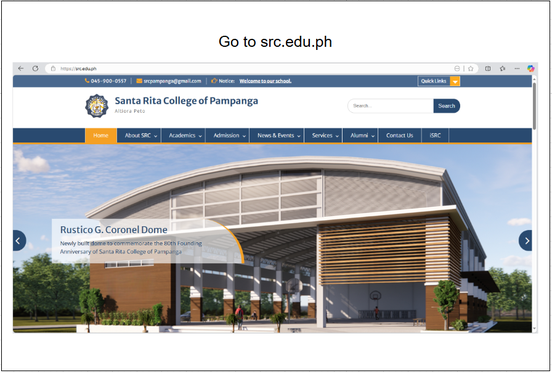 Go to src.edu.ph
https://src.edu.ph
045-900-0557
srcpampanga@gmail.com
Notice: Welcome to our school.
Quick Links
Santa Rita College of Pampanga
Altiora Peto
Search...
Search
Home
About SRC
Academics
Admission
News & Events
Services
Alumni
Contact Us
iSRC
Rustico G. Coronel Dome
Newly built dome to commemorate the 80th Founding
Anniversary of Santa Rita College of Pampanga